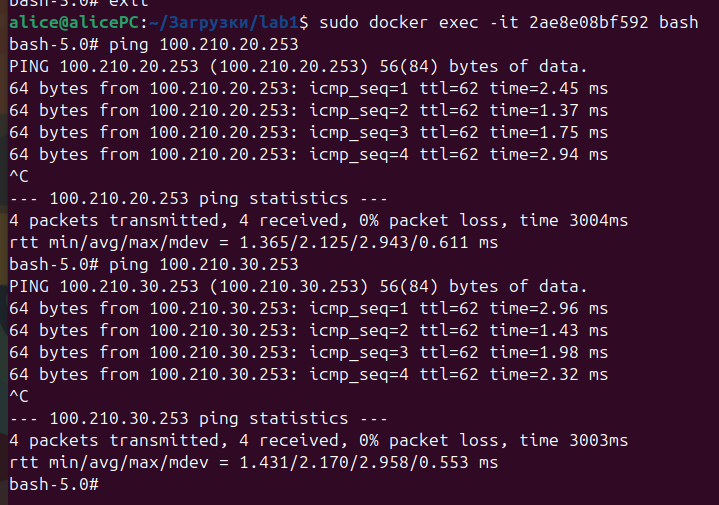 bash-5.0# exit
alice@alicePC:~/Загрузки/lab1$ sudo docker exec -it 2ae8e08bf592 bash
bash-5.0# ping 100.210.20.253
PING 100.210.20.253 (100.210.20.253) 56(84) bytes of data.
64 bytes from 100.210.20.253: icmp_seq=1 ttl=62 time=2.45 ms
64 bytes from 100.210.20.253: icmp_seq=2 ttl=62 time=1.37 ms
64 bytes from 100.210.20.253: icmp_seq=3 ttl=62 time=1.75 ms
64 bytes from 100.210.20.253: icmp_seq=4 ttl=62 time=2.94 ms
^C
--- 100.210.20.253 ping statistics ---
4 packets transmitted, 4 received, 0% packet loss, time 3004ms
rtt min/avg/max/mdev = 1.365/2.125/2.943/0.611 ms
bash-5.0# ping 100.210.30.253
PING 100.210.30.253 (100.210.30.253) 56(84) bytes of data.
64 bytes from 100.210.30.253: icmp_seq=1 ttl=62 time=2.96 ms
64 bytes from 100.210.30.253: icmp_seq=2 ttl=62 time=1.43 ms
64 bytes from 100.210.30.253: icmp_seq=3 ttl=62 time=1.98 ms
64 bytes from 100.210.30.253: icmp_seq=4 ttl=62 time=2.32 ms
^C
--- 100.210.30.253 ping statistics ---
4 packets transmitted, 4 received, 0% packet loss, time 3003ms
rtt min/avg/max/mdev = 1.431/2.170/2.958/0.553 ms
bash-5.0#